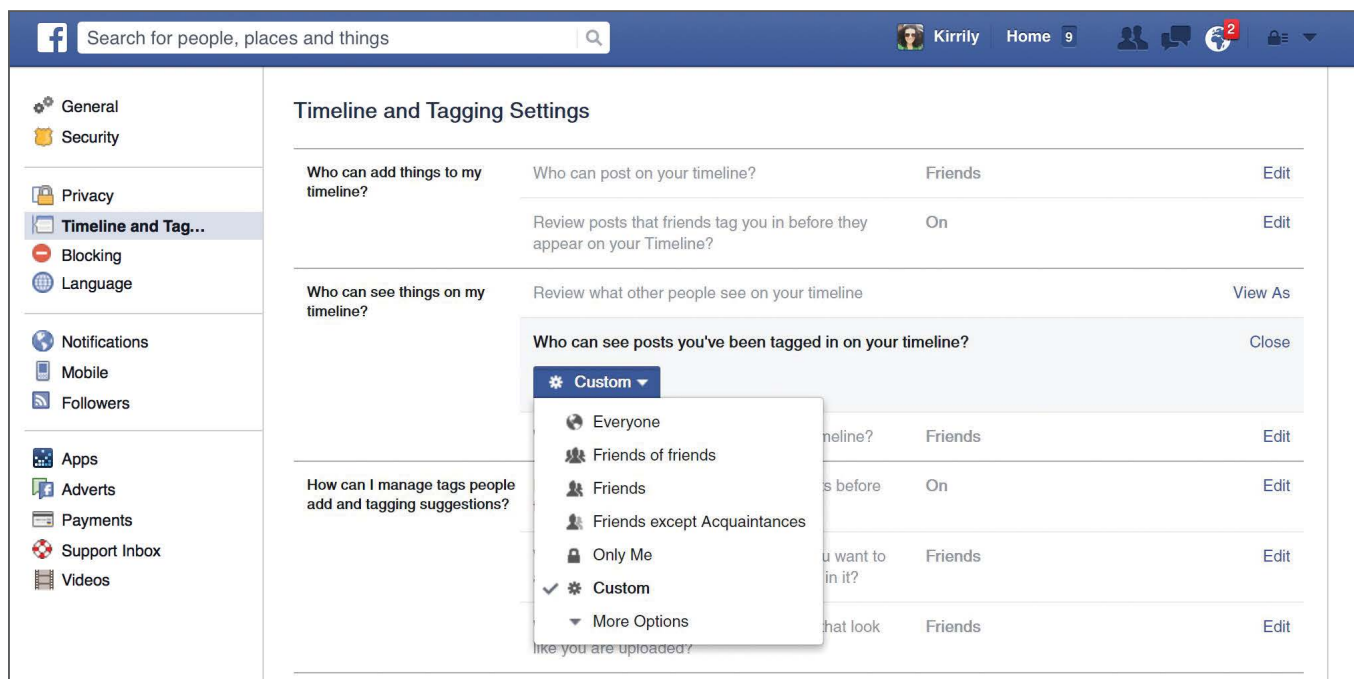 f
Search for people, places and things
Kirrily
Home 9
2
General
Security
Privacy
Timeline and Tag...
Blocking
Language
Notifications
Mobile
Followers
Apps
Adverts
Payments
Support Inbox
Videos
Timeline and Tagging Settings
Who can add things to my
timeline?
Who can post on your timeline? Friends Edit
Review posts that friends tag you in before they
appear on your Timeline?
On Edit
Who can see things on my
timeline?
Review what other people see on your timeline View As
Who can see posts you've been tagged in on your timeline? Close
Custom
Everyone
Friends of friends
Friends
Friends except Acquaintances
Only Me
Custom
More Options
Friends Edit
How can I manage tags people
add and tagging suggestions?
before
On Edit
want to
in it?
Friends Edit
look
like you are uploaded?
Friends Edit